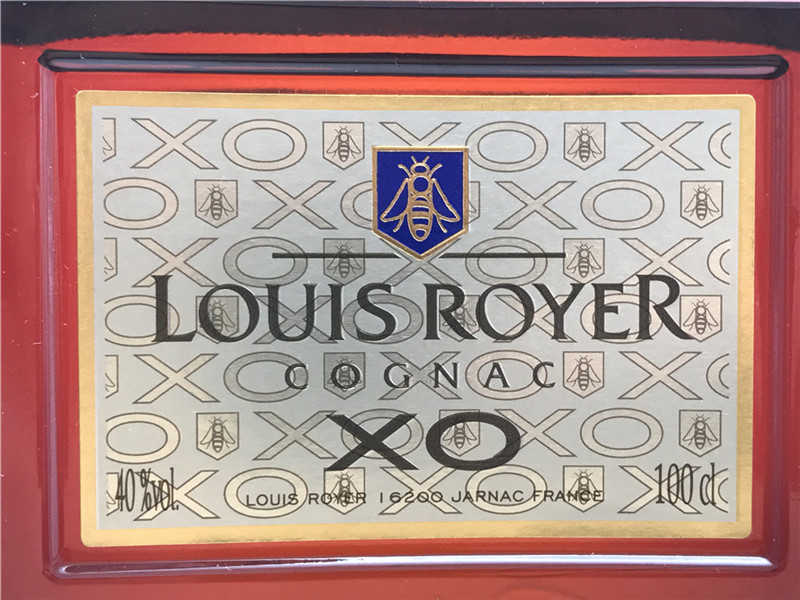 LOUIS ROYER
COGNAC
XO
40 %vol.
LOUIS ROYER 16200 JARNAC FRANCE
100 cl